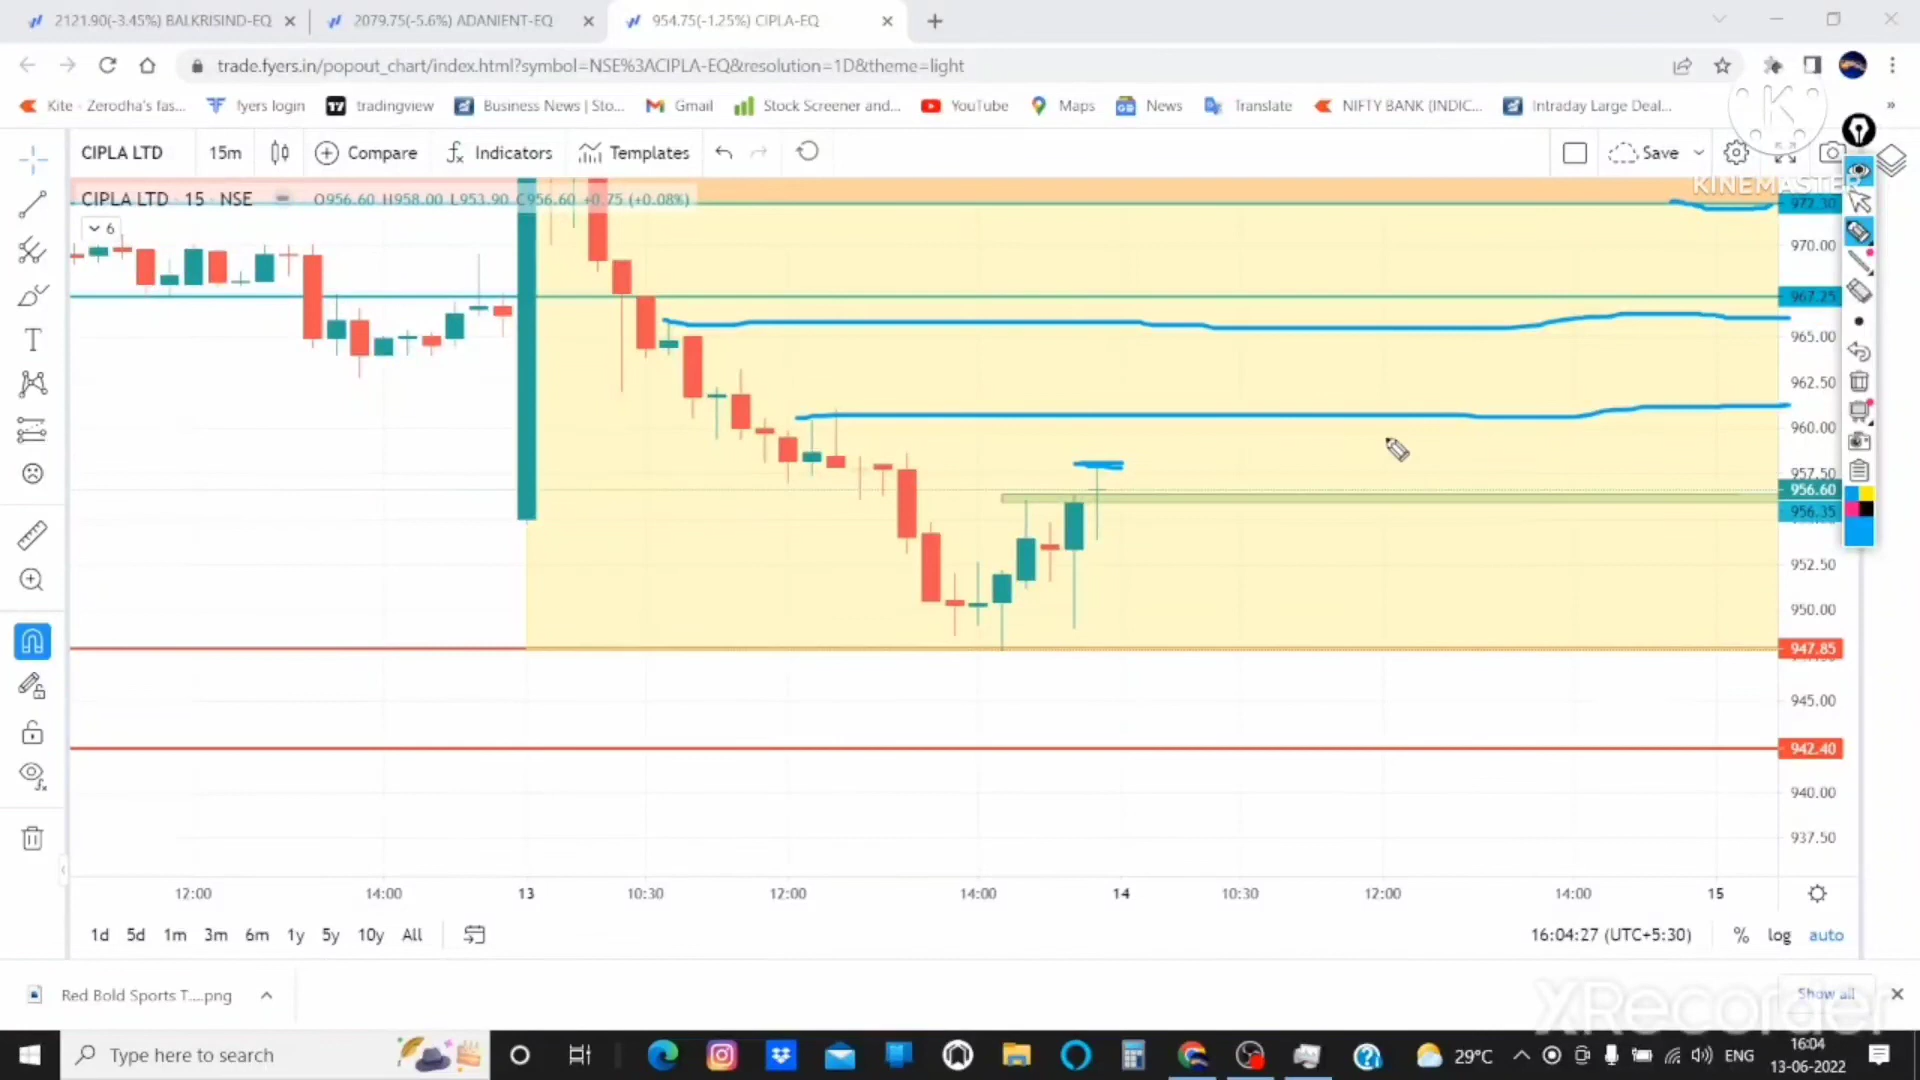 2121.90(-3.45%) BALKRISIND-EQ
2079.75(-5.6%) ADANIENT-EQ
954.75(-1.25%) CIPLA-EQ
trade.fyers.in/popout_chart/index.html?symbol=NSE%3ACIPLA-EQ&resolution=1D&theme=light
Kite - Zerodha's fas...
fyers login
tradingview
Business News | Sto...
Gmail
Stock Screener and...
YouTube
Maps
News
Translate
NIFTY BANK (INDIC...
Intraday Large Deal...
»
K
CIPLA LTD
15m
Compare
Indicators
Templates
Save
KINEMASTER
CIPLA LTD · 15 · NSE
O956.60 H958.00 L953.90 C956.60 +0.75 (+0.08%)
6
972.30
970.00
967.25
965.00
962.50
960.00
957.50
956.60
956.35
952.50
950.00
947.85
945.00
942.40
940.00
937.50
12:00 14:00 13 10:30 12:00 14:00 14 10:30 12:00 14:00 15
1d 5d 1m 3m 6m 1y 5y 10y All
16:04:27 (UTC+5:30) % log auto
Red Bold Sports T....png
Show all
XRecorder
Type here to search
29°C
ENG
16:04
13-06-2022